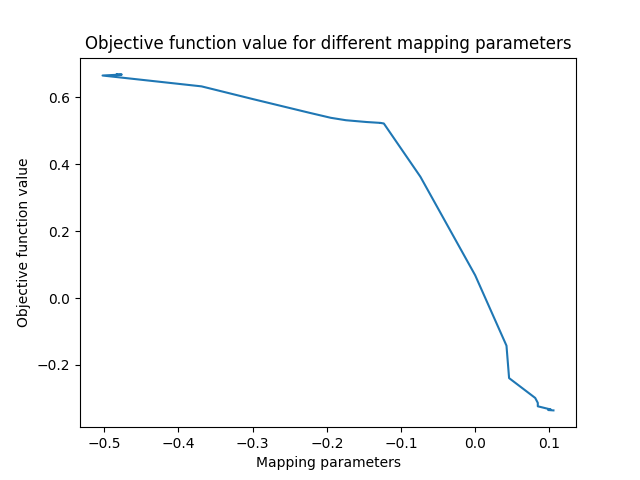 Objective function value for different mapping parameters
Objective function value
0.6
0.4
0.2
0.0
−0.2
−0.5 −0.4 −0.3 −0.2 −0.1 0.0 0.1
Mapping parameters